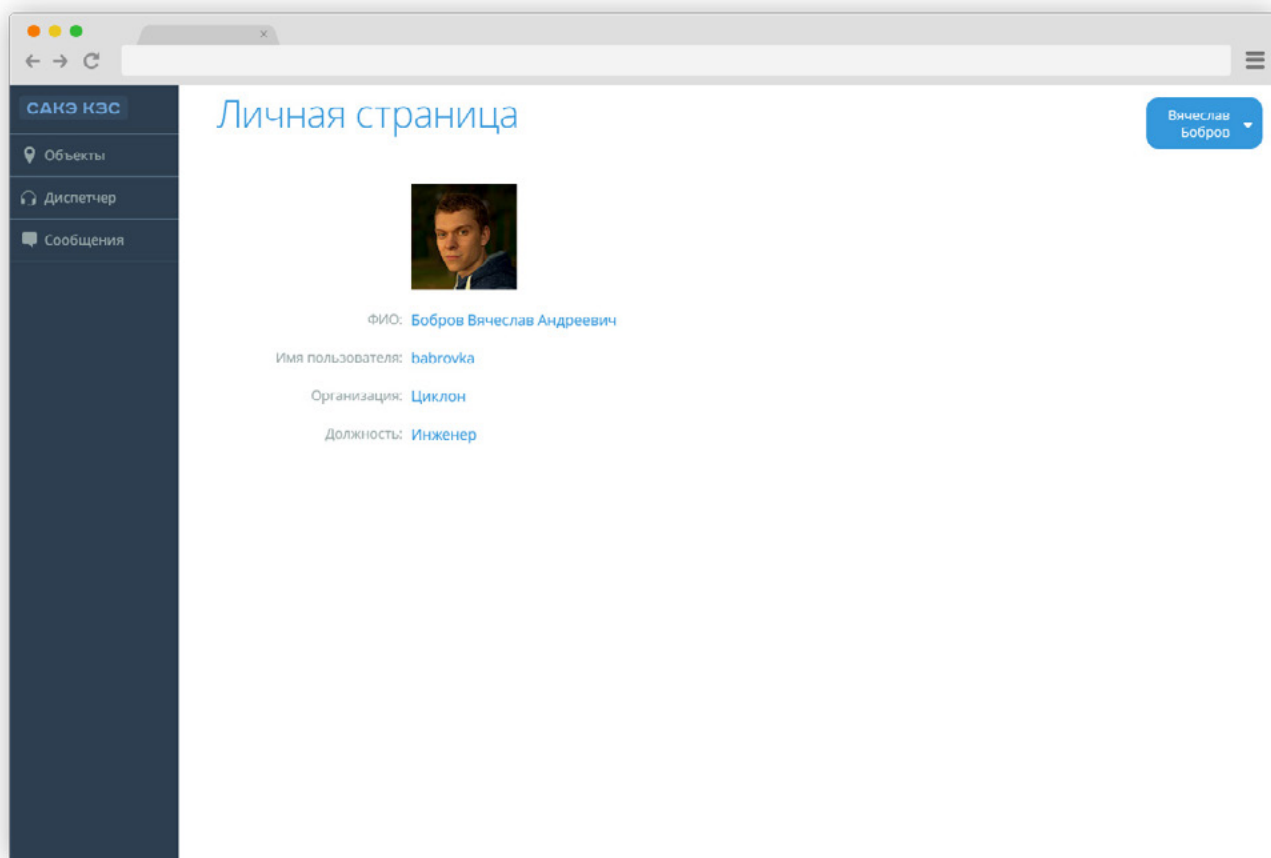 САКЭ КЗС
Объекты
Диспетчер
Сообщения
Личная страница
Вячеслав
Бобров
ФИО: Бобров Вячеслав Андреевич
Имя пользователя: babrovka
Организация: Циклон
Должность: Инженер